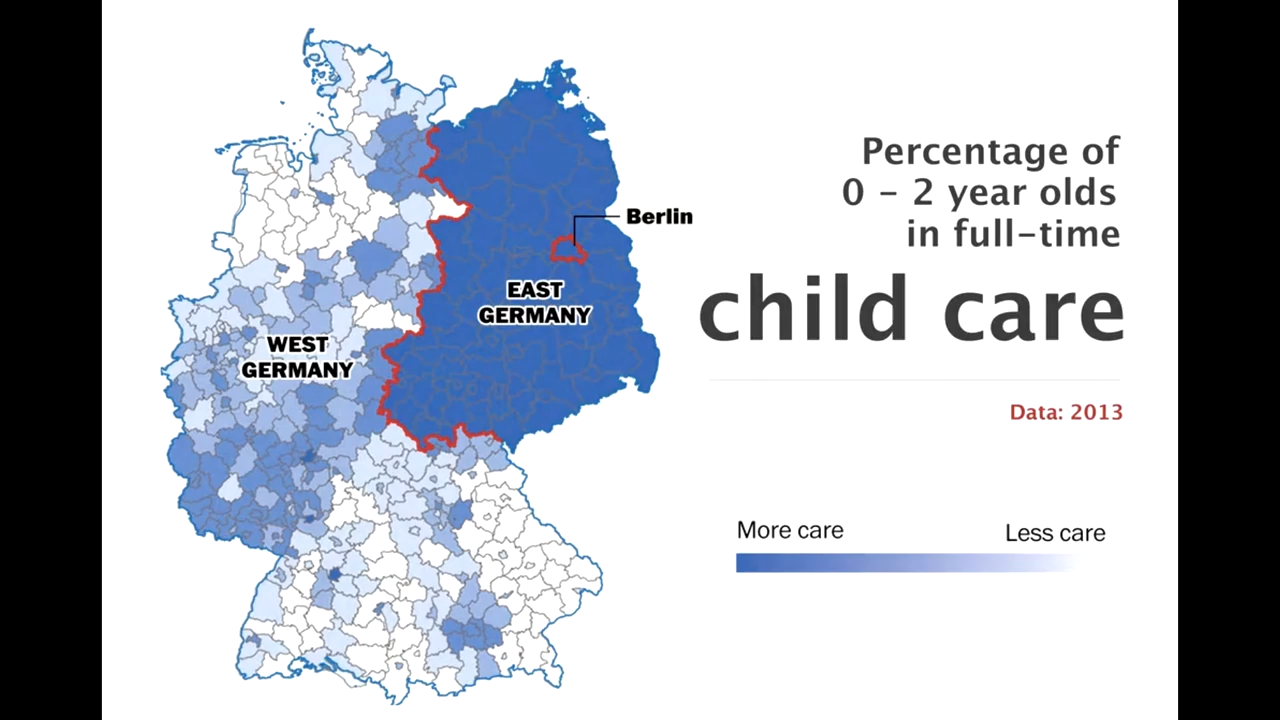 Percentage of
0 – 2 year olds
in full-time
child care
Data: 2013
More care
Less care
Berlin
EAST
GERMANY
WEST
GERMANY